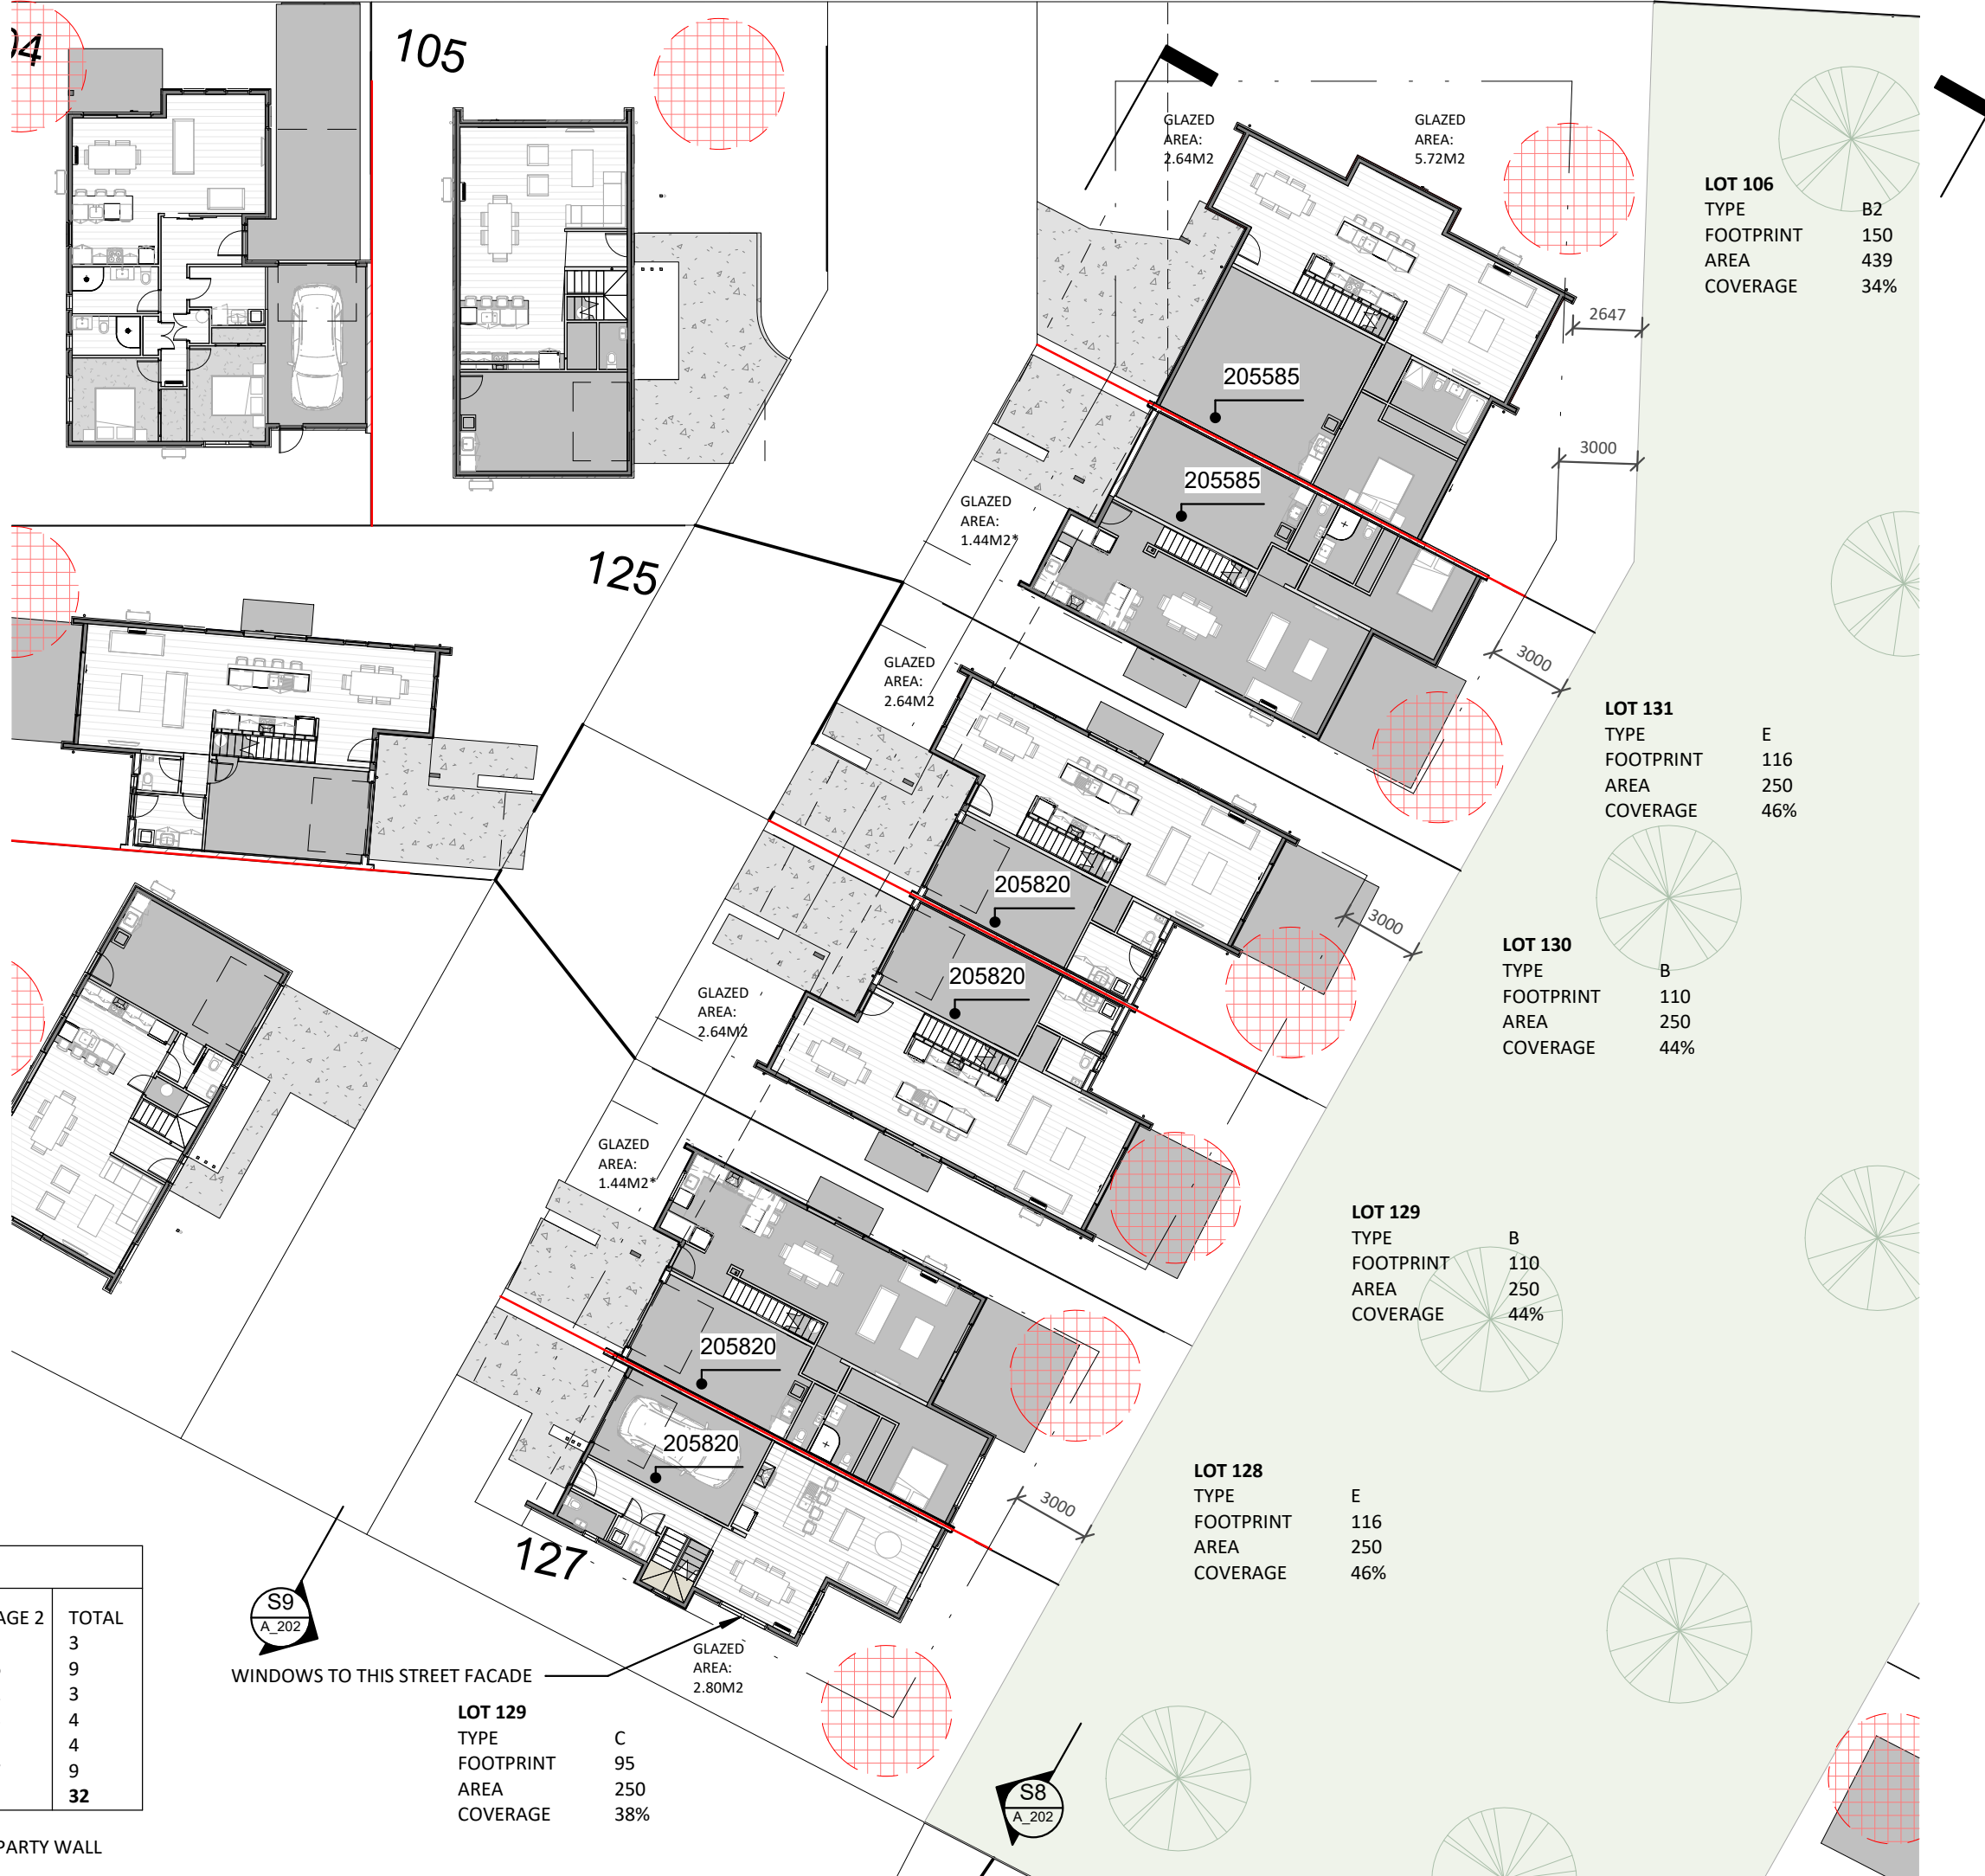 105
GLAZED
AREA:
2.64M2
GLAZED
AREA:
5.72M2
LOT 106
TYPE B2
FOOTPRINT 150
AREA 439
COVERAGE 34%
2647
205585
3000
205585
GLAZED
AREA:
1.44M2*
125
3000
GLAZED
AREA:
2.64M2
LOT 131
TYPE E
FOOTPRINT 116
AREA 250
COVERAGE 46%
205820
3000
205820
LOT 130
TYPE B
FOOTPRINT 110
AREA 250
COVERAGE 44%
GLAZED
AREA:
2.64M2
GLAZED
AREA:
1.44M2*
LOT 129
TYPE B
FOOTPRINT 110
AREA 250
COVERAGE 44%
205820
205820
LOT 128
TYPE E
FOOTPRINT 116
AREA 250
COVERAGE 46%
3000
127
S9
A_202
GLAZED
AREA:
2.80M2
WINDOWS TO THIS STREET FACADE
LOT 129
TYPE C
FOOTPRINT 95
AREA 250
COVERAGE 38%
S8
A_202
AGE 2 TOTAL
3
9
3
4
4
9
32
PARTY WALL